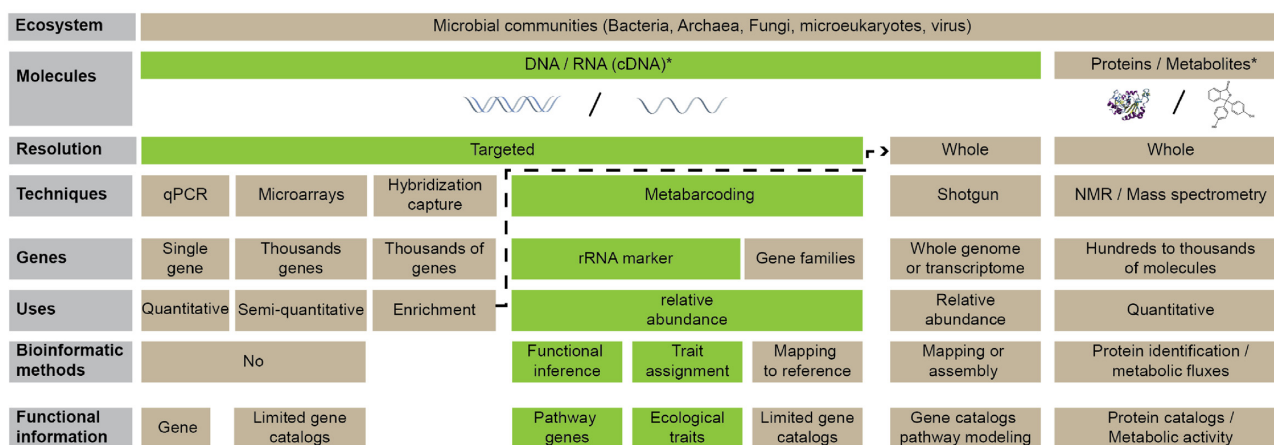 Ecosystem
Microbial communities (Bacteria, Archaea, Fungi, microeukaryotes, virus)
Molecules
DNA / RNA (cDNA)*
Proteins / Metabolites*
/
/
Resolution
Targeted
Whole
Whole
Techniques
qPCR
Microarrays
Hybridization
capture
Metabarcoding
Shotgun
NMR / Mass spectrometry
Genes
Single
gene
Thousands
genes
Thousands of
genes
rRNA marker
Gene families
Whole genome
or transcriptome
Hundreds to thousands
of molecules
Uses
Quantitative
Semi-quantitative
Enrichment
relative
abundance
Relative
abundance
Quantitative
Bioinformatic
methods
No
Functional
inference
Trait
assignment
Mapping
to reference
Mapping or
assembly
Protein identification /
metabolic fluxes
Functional
information
Gene
Limited gene
catalogs
Pathway
genes
Ecological
traits
Limited gene
catalogs
Gene catalogs
pathway modeling
Protein catalogs /
Metabolic activity